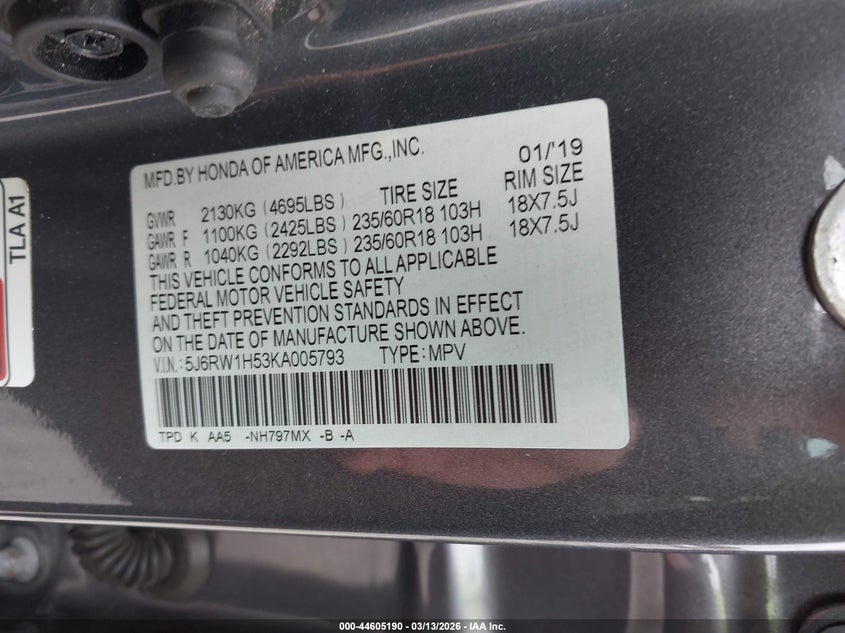 MFD.BY HONDA OF AMERICA MFG.,INC. 01/'19
GVWR 2130KG (4695LBS) TIRE SIZE RIM SIZE
GAWR F 1100KG (2425LBS) 235/60R18 103H 18X7.5J
GAWR R 1040KG (2292LBS) 235/60R18 103H 18X7.5J
THIS VEHICLE CONFORMS TO ALL APPLICABLE
FEDERAL MOTOR VEHICLE SAFETY
AND THEFT PREVENTION STANDARDS IN EFFECT
ON THE DATE OF MANUFACTURE SHOWN ABOVE.
V.I.N.: 5J6RW1H53KA005793 TYPE: MPV
TPD K AA5 -NH797MX -B -A
TLA A1
000-44605190 - 03/13/2026 - IAA Inc.